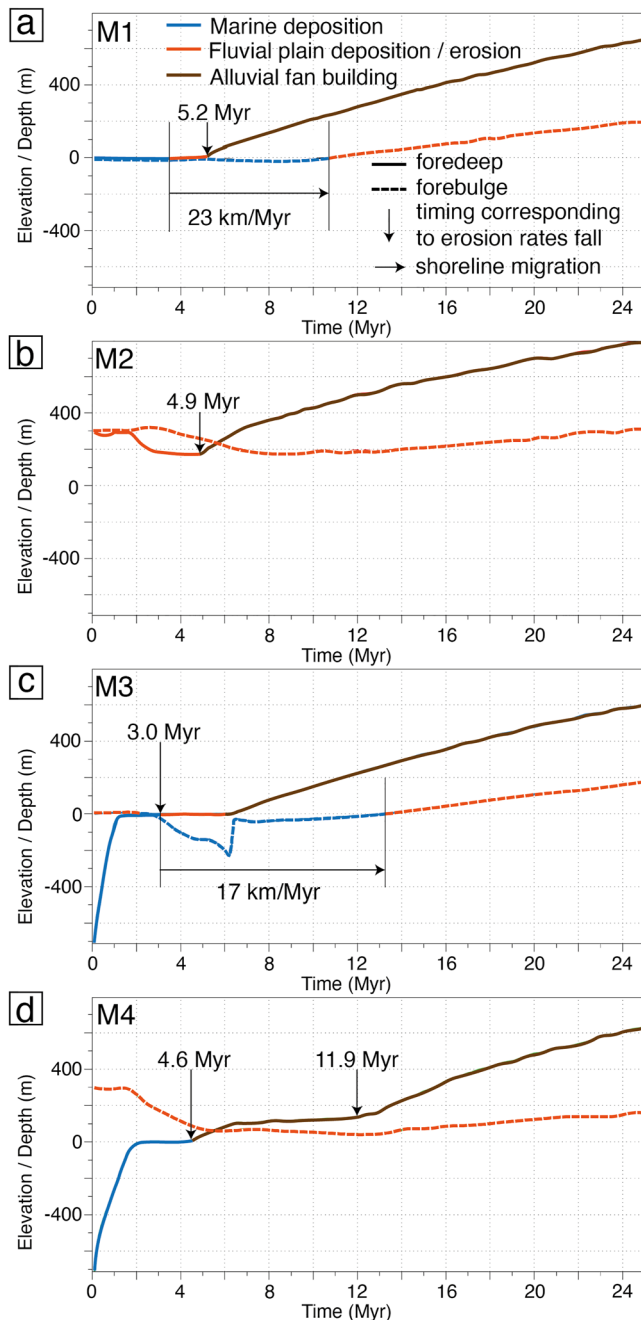 a
M1
Marine deposition
Fluvial plain deposition / erosion
Alluvial fan building
5.2 Myr
foredeep
forebulge
timing corresponding
to erosion rates fall
shoreline migration
23 km/Myr
Elevation / Depth (m)
400
0
-400
0 4 8 12 16 20 24
Time (Myr)
b
M2
4.9 Myr
Elevation / Depth (m)
400
0
-400
0 4 8 12 16 20 24
Time (Myr)
c
M3
3.0 Myr
17 km/Myr
Elevation / Depth (m)
400
0
-400
0 4 8 12 16 20 24
Time (Myr)
d
M4
4.6 Myr
11.9 Myr
Elevation / Depth (m)
400
0
-400
0 4 8 12 16 20 24
Time (Myr)